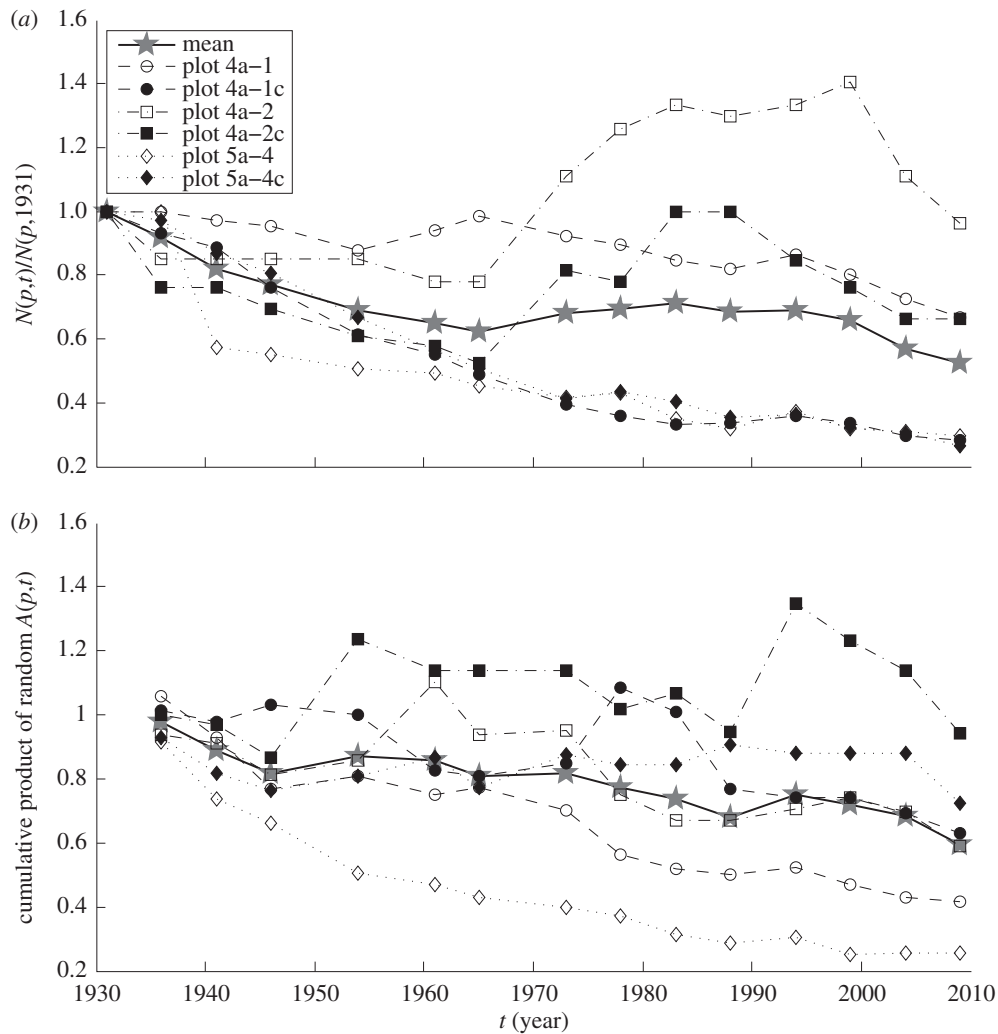 (a)
1.6
1.4
1.2
1.0
0.8
0.6
0.4
0.2
N(p,t)/N(p,1931)
mean
plot 4a−1
plot 4a−1c
plot 4a−2
plot 4a−2c
plot 5a−4
plot 5a−4c
(b)
1.6
1.4
1.2
1
0.8
0.6
0.4
0.2
cumulative product of random A(p,t)
1930 1940 1950 1960 1970 1980 1990 2000 2010
t (year)